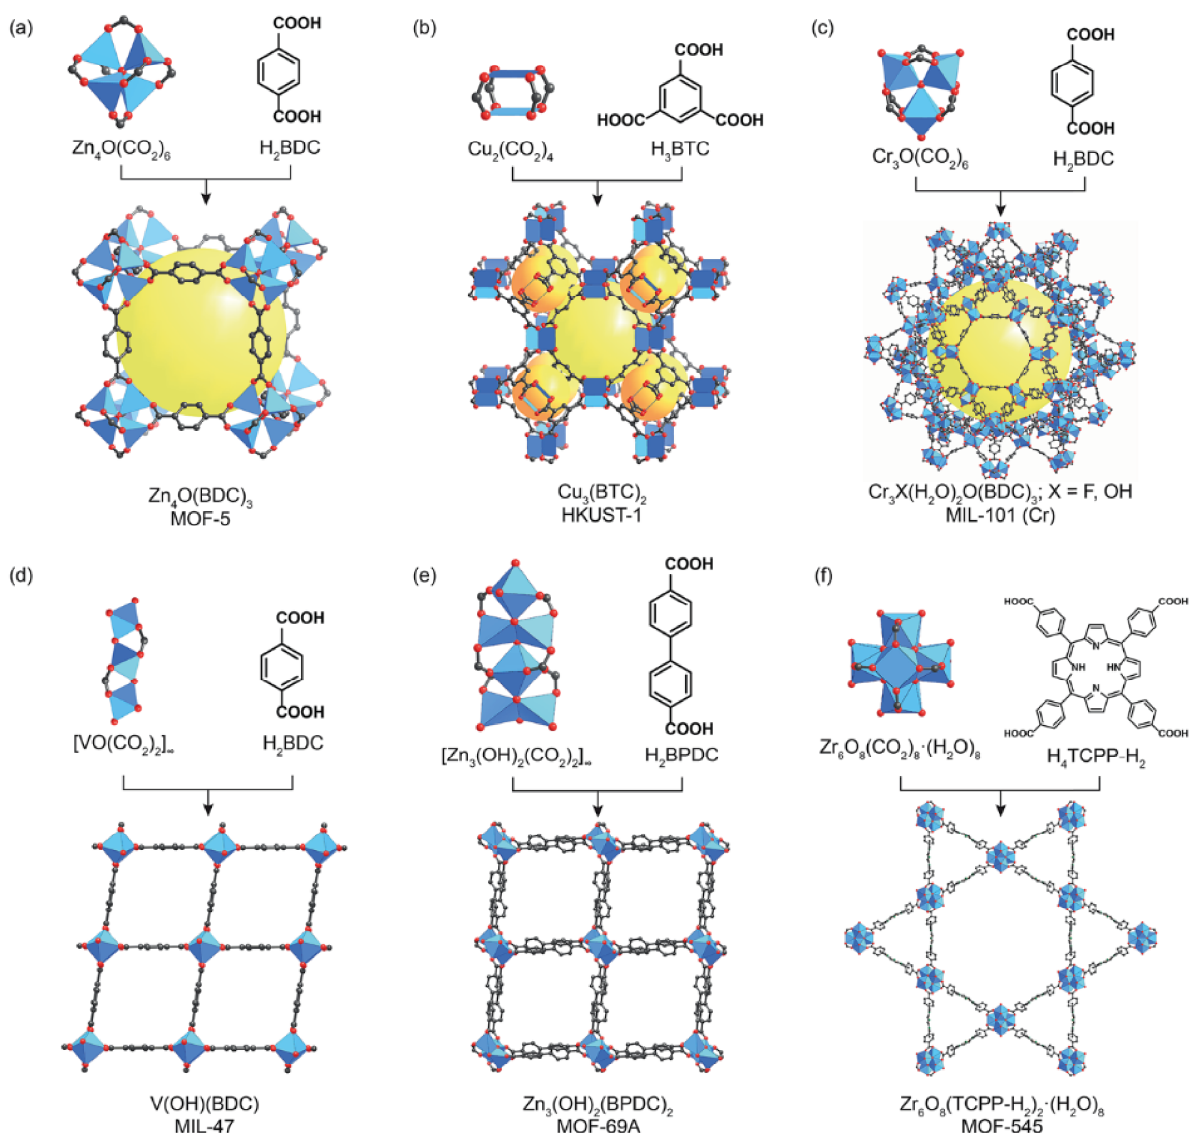 (a)
COOH
COOH
Zn₄O(CO₂)₆
H₂BDC
Zn₄O(BDC)₃
MOF-5
(b)
COOH
HOOC
COOH
Cu₂(CO₂)₄
H₃BTC
Cu₃(BTC)₂
HKUST-1
(c)
COOH
COOH
Cr₃O(CO₂)₆
H₂BDC
Cr₃X(H₂O)₂O(BDC)₃; X = F, OH
MIL-101 (Cr)
(d)
COOH
COOH
[VO(CO₂)₂]∞
H₂BDC
V(OH)(BDC)
MIL-47
(e)
COOH
COOH
[Zn₃(OH)₂(CO₂)₂]∞
H₂BPDC
Zn₃(OH)₂(BPDC)₂
MOF-69A
(f)
HOOC
COOH
N
NH
HN
N
HOOC
COOH
Zr₆O₈(CO₂)₈·(H₂O)₈
H₄TCPP-H₂
Zr₆O₈(TCPP-H₂)₂·(H₂O)₈
MOF-545